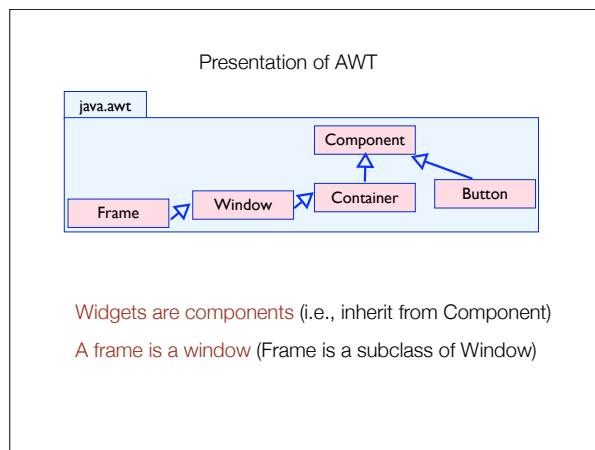 Presentation of AWT
java.awt
Component
Frame
Window
Container
Button
Widgets are components (i.e., inherit from Component)
A frame is a window (Frame is a subclass of Window)